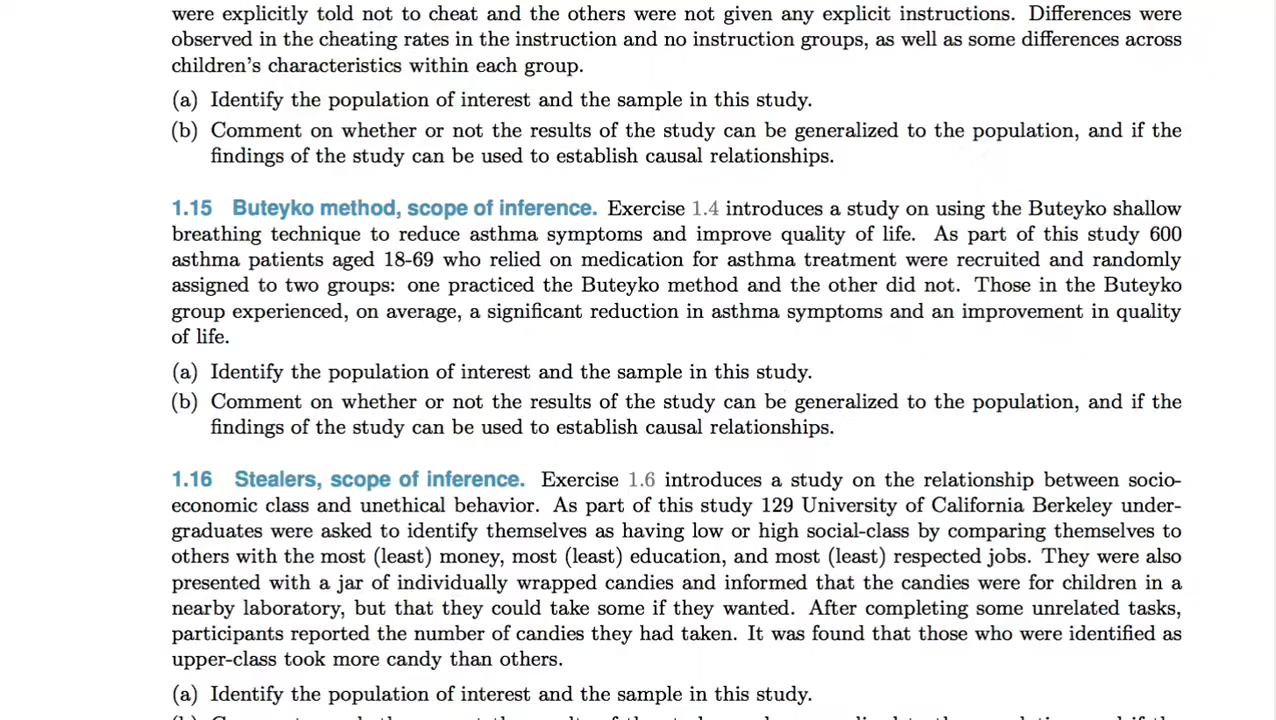 were explicitly told not to cheat and the others were not given any explicit instructions. Differences were
observed in the cheating rates in the instruction and no instruction groups, as well as some differences across
children's characteristics within each group.
(a) Identify the population of interest and the sample in this study.
(b) Comment on whether or not the results of the study can be generalized to the population, and if the
findings of the study can be used to establish causal relationships.
1.15 Buteyko method, scope of inference. Exercise 1.4 introduces a study on using the Buteyko shallow
breathing technique to reduce asthma symptoms and improve quality of life. As part of this study 600
asthma patients aged 18-69 who relied on medication for asthma treatment were recruited and randomly
assigned to two groups: one practiced the Buteyko method and the other did not. Those in the Buteyko
group experienced, on average, a significant reduction in asthma symptoms and an improvement in quality
of life.
(a) Identify the population of interest and the sample in this study.
(b) Comment on whether or not the results of the study can be generalized to the population, and if the
findings of the study can be used to establish causal relationships.
1.16 Stealers, scope of inference. Exercise 1.6 introduces a study on the relationship between socio-
economic class and unethical behavior. As part of this study 129 University of California Berkeley under-
graduates were asked to identify themselves as having low or high social-class by comparing themselves to
others with the most (least) money, most (least) education, and most (least) respected jobs. They were also
presented with a jar of individually wrapped candies and informed that the candies were for children in a
nearby laboratory, but that they could take some if they wanted. After completing some unrelated tasks,
participants reported the number of candies they had taken. It was found that those who were identified as
upper-class took more candy than others.
(a) Identify the population of interest and the sample in this study.